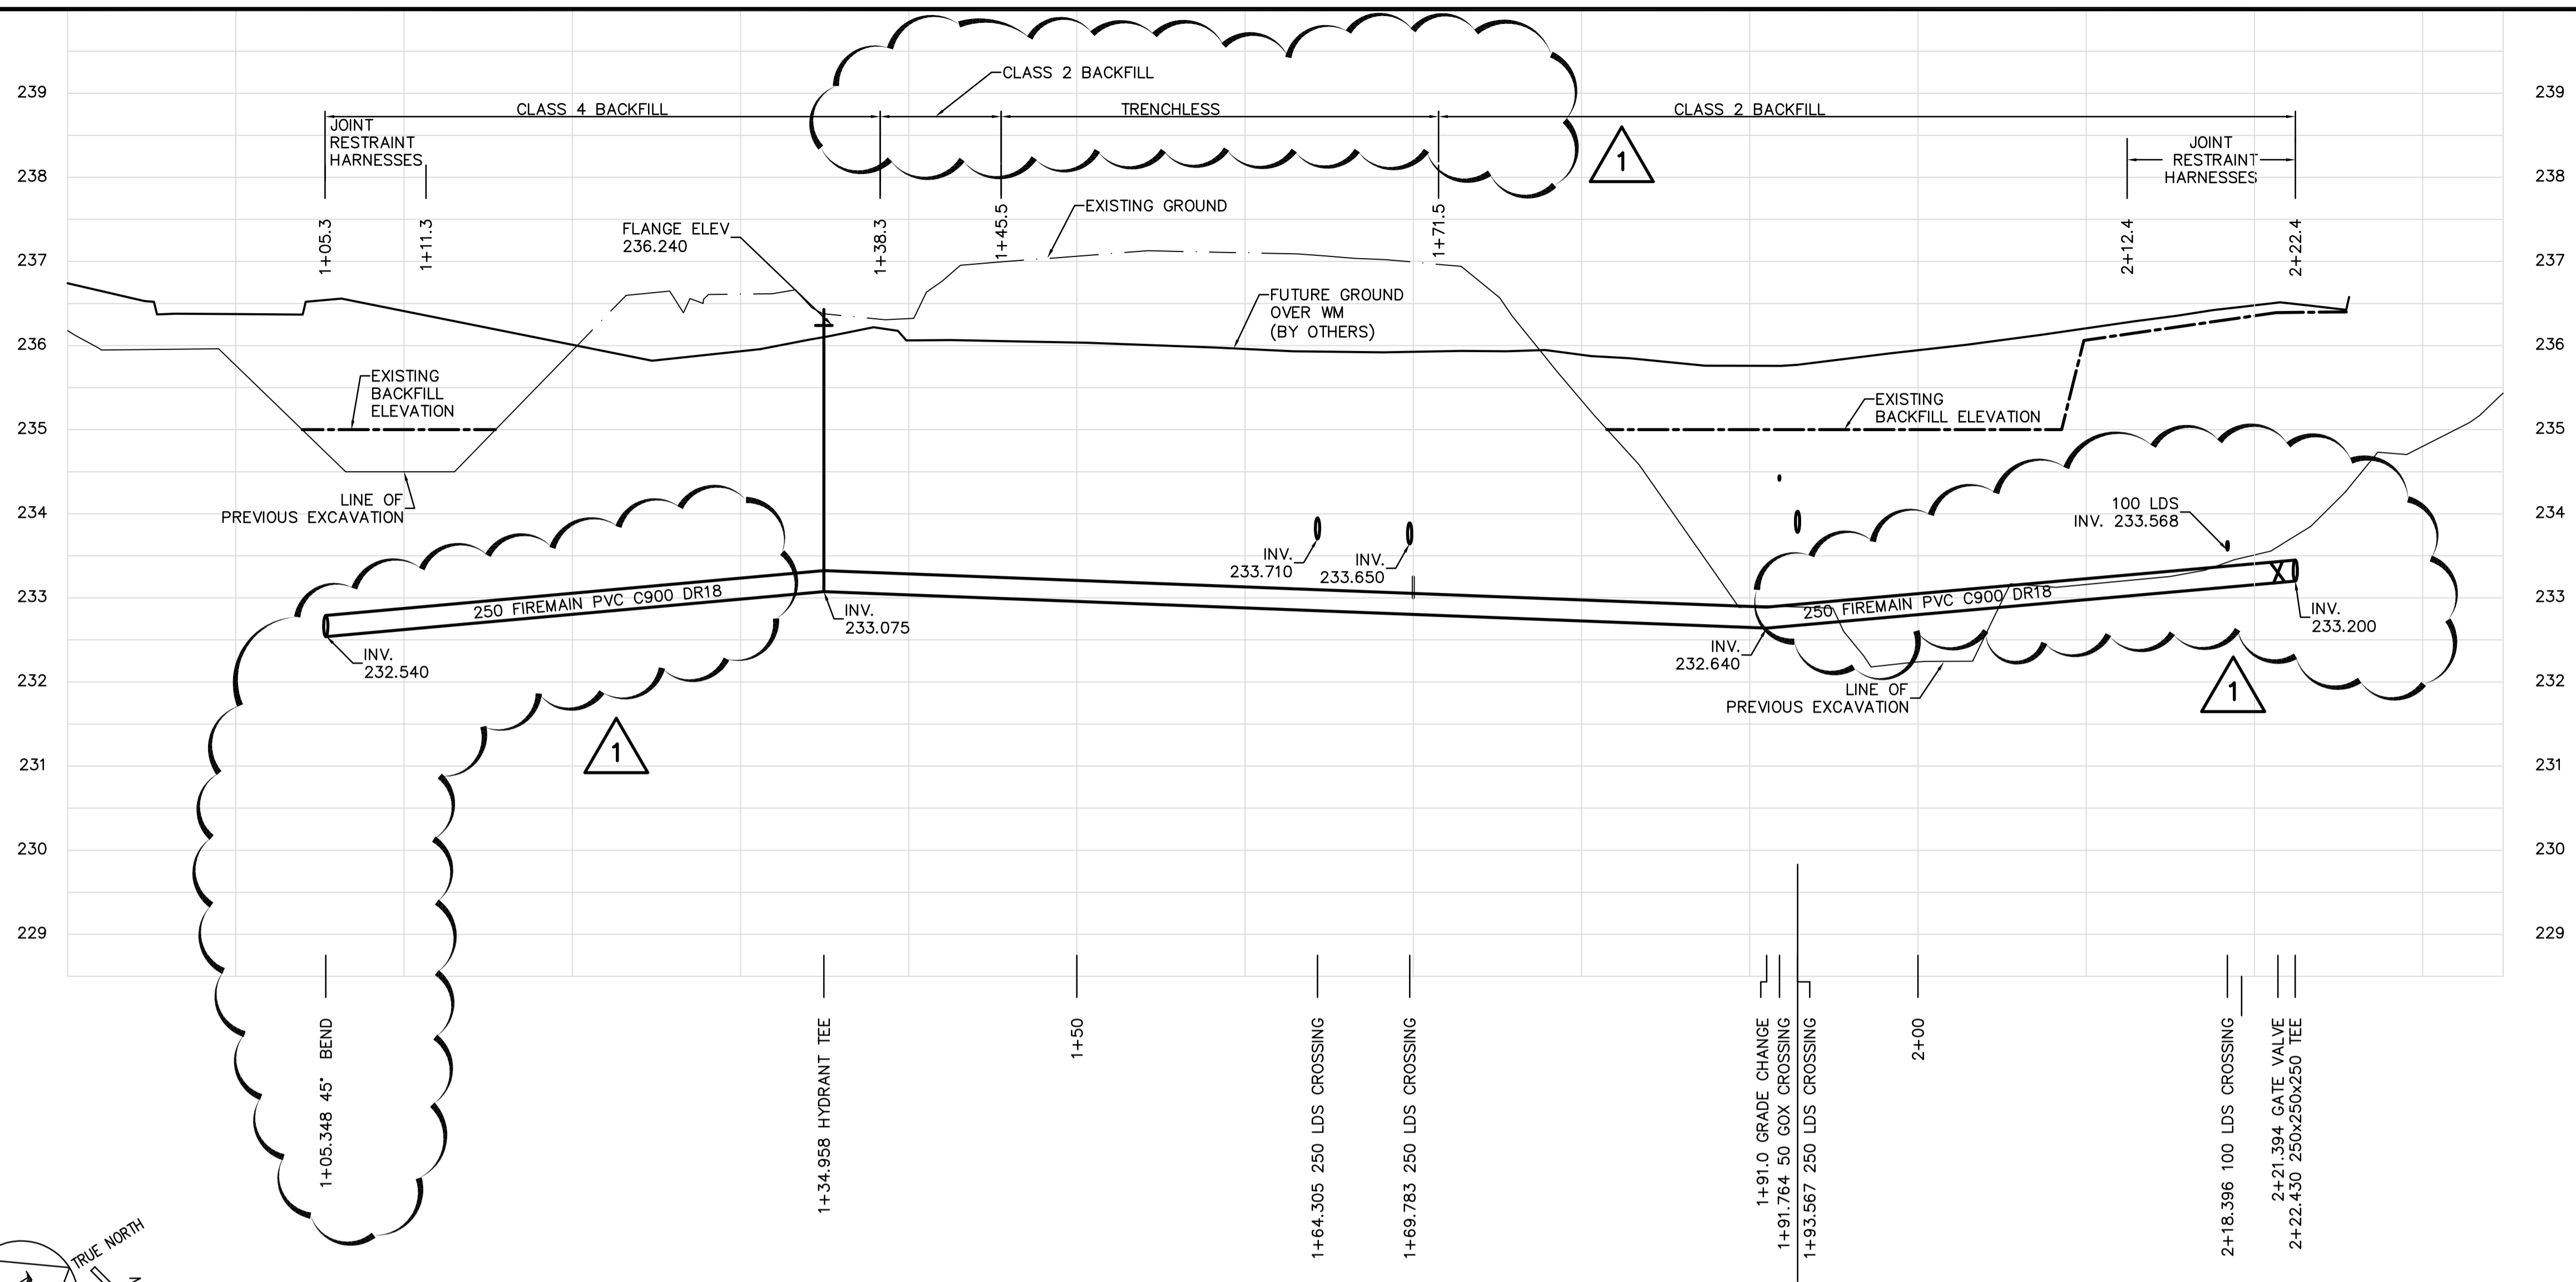 CLASS 2 BACKFILL
239
CLASS 4 BACKFILL
TRENCHLESS
CLASS 2 BACKFILL
239
JOINT
RESTRAINT
HARNESSES
1
JOINT
RESTRAINT
HARNESSES
238
238
1+05.3
1+11.3
FLANGE ELEV
236.240
1+38.3
1+45.5
EXISTING GROUND
1+71.5
2+12.4
2+22.4
237
237
FUTURE GROUND
OVER WM
(BY OTHERS)
236
236
EXISTING
BACKFILL
ELEVATION
EXISTING
BACKFILL ELEVATION
235
235
LINE OF
PREVIOUS EXCAVATION
100 LDS
INV. 233.568
234
234
INV.
233.710
INV.
233.650
250 FIREMAIN PVC C900 DR18
250 FIREMAIN PVC C900 DR18
233
233
INV.
233.075
INV.
233.200
INV.
232.540
INV.
232.640
232
232
LINE OF
PREVIOUS EXCAVATION
1
1
231
231
230
230
229
229
1+05.348 45° BEND
1+34.958 HYDRANT TEE
1+50
1+64.305 250 LDS CROSSING
1+69.783 250 LDS CROSSING
1+91.0 GRADE CHANGE
1+91.764 50 GOX CROSSING
1+93.567 250 LDS CROSSING
2+00
2+18.396 100 LDS CROSSING
2+21.394 GATE VALVE
2+22.430 250x250x250x250 TEE
TRUE NORTH